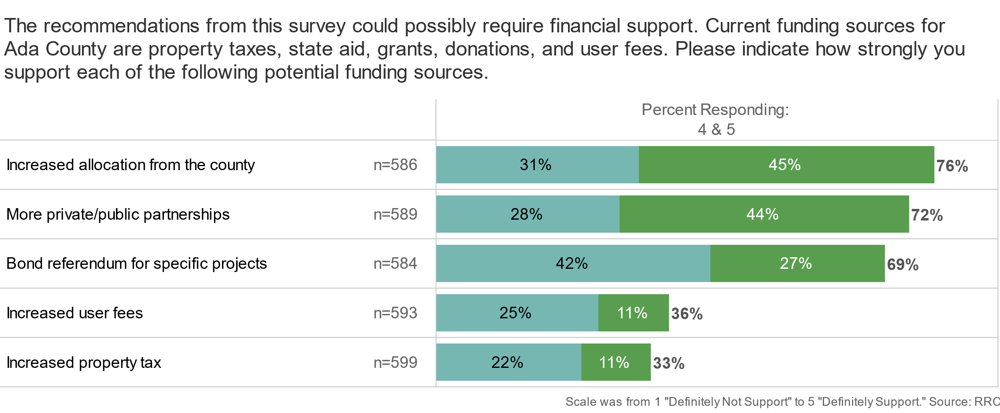 The recommendations from this survey could possibly require financial support. Current funding sources for
Ada County are property taxes, state aid, grants, donations, and user fees. Please indicate how strongly you
support each of the following potential funding sources.
Percent Responding:
4 & 5
Increased allocation from the county n=586 31% 45% 76%
More private/public partnerships n=589 28% 44% 72%
Bond referendum for specific projects n=584 42% 27% 69%
Increased user fees n=593 25% 11% 36%
Increased property tax n=599 22% 11% 33%
Scale was from 1 "Definitely Not Support" to 5 "Definitely Support." Source: RRC